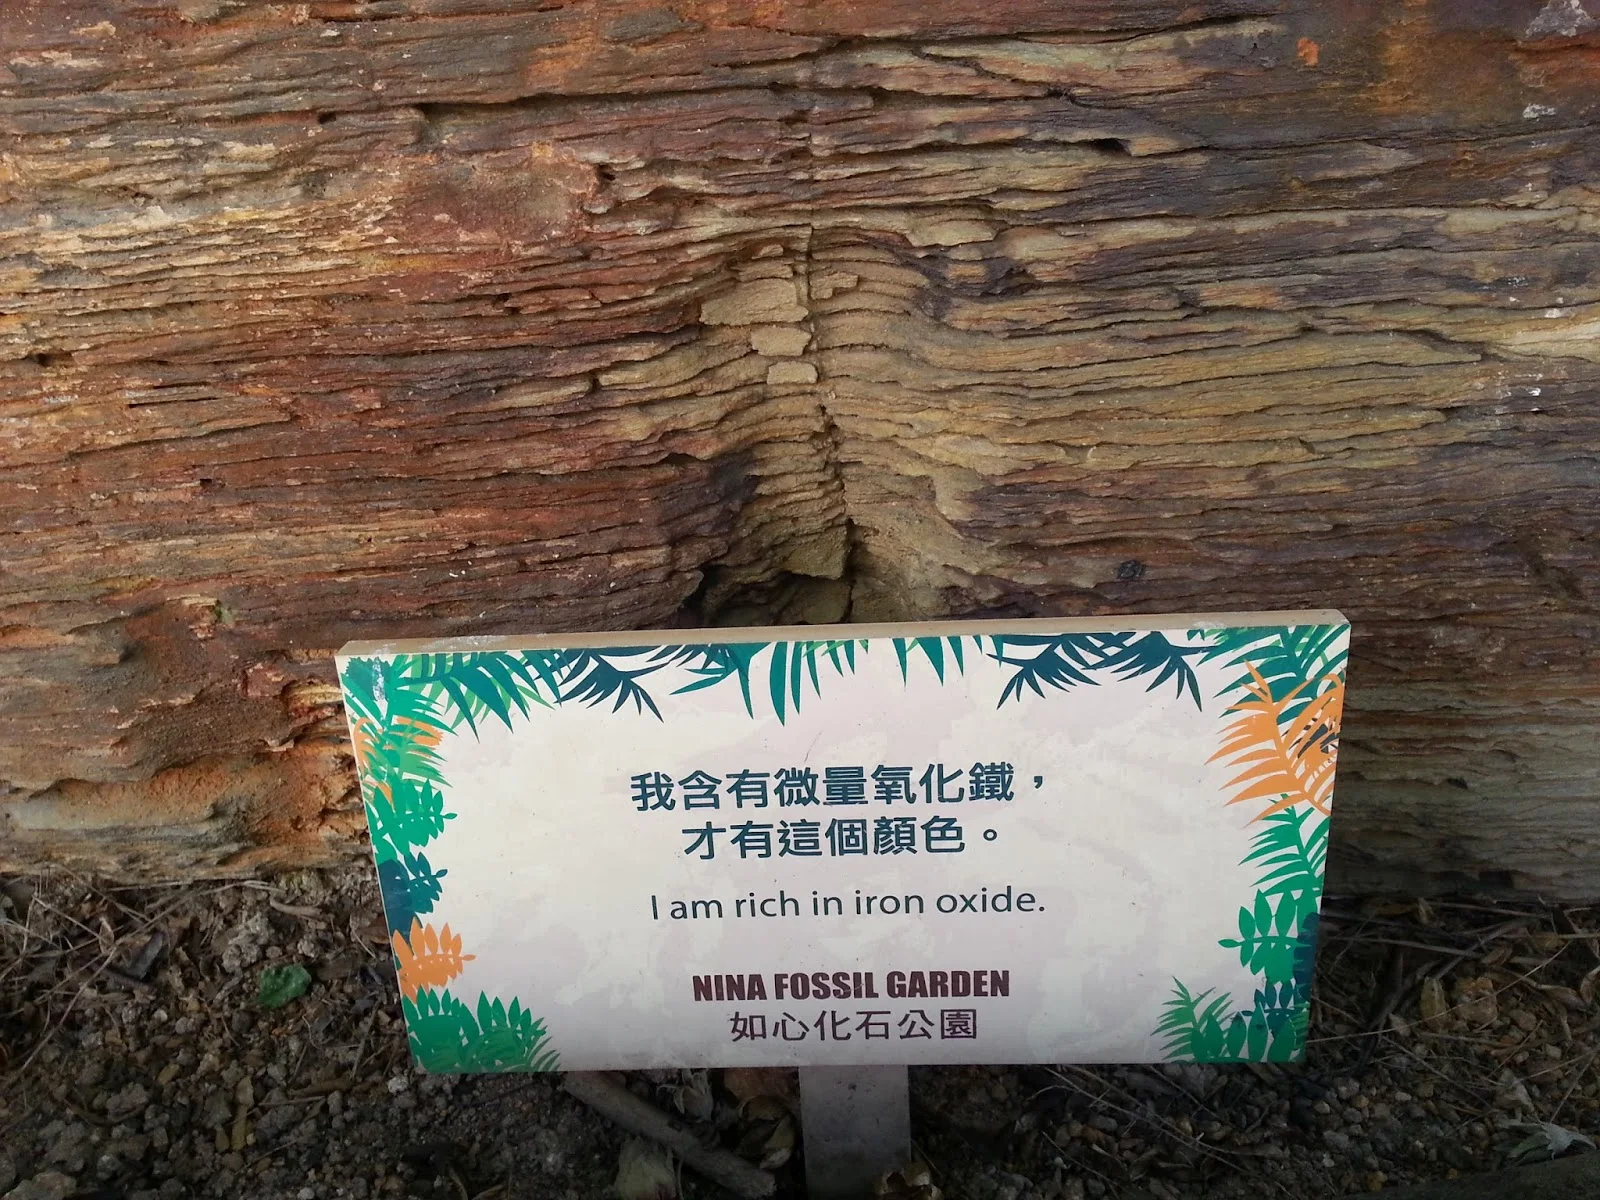 我含有微量氧化鐵，
才有這個顏色。
I am rich in iron oxide.
NINA FOSSIL GARDEN
如心化石公園